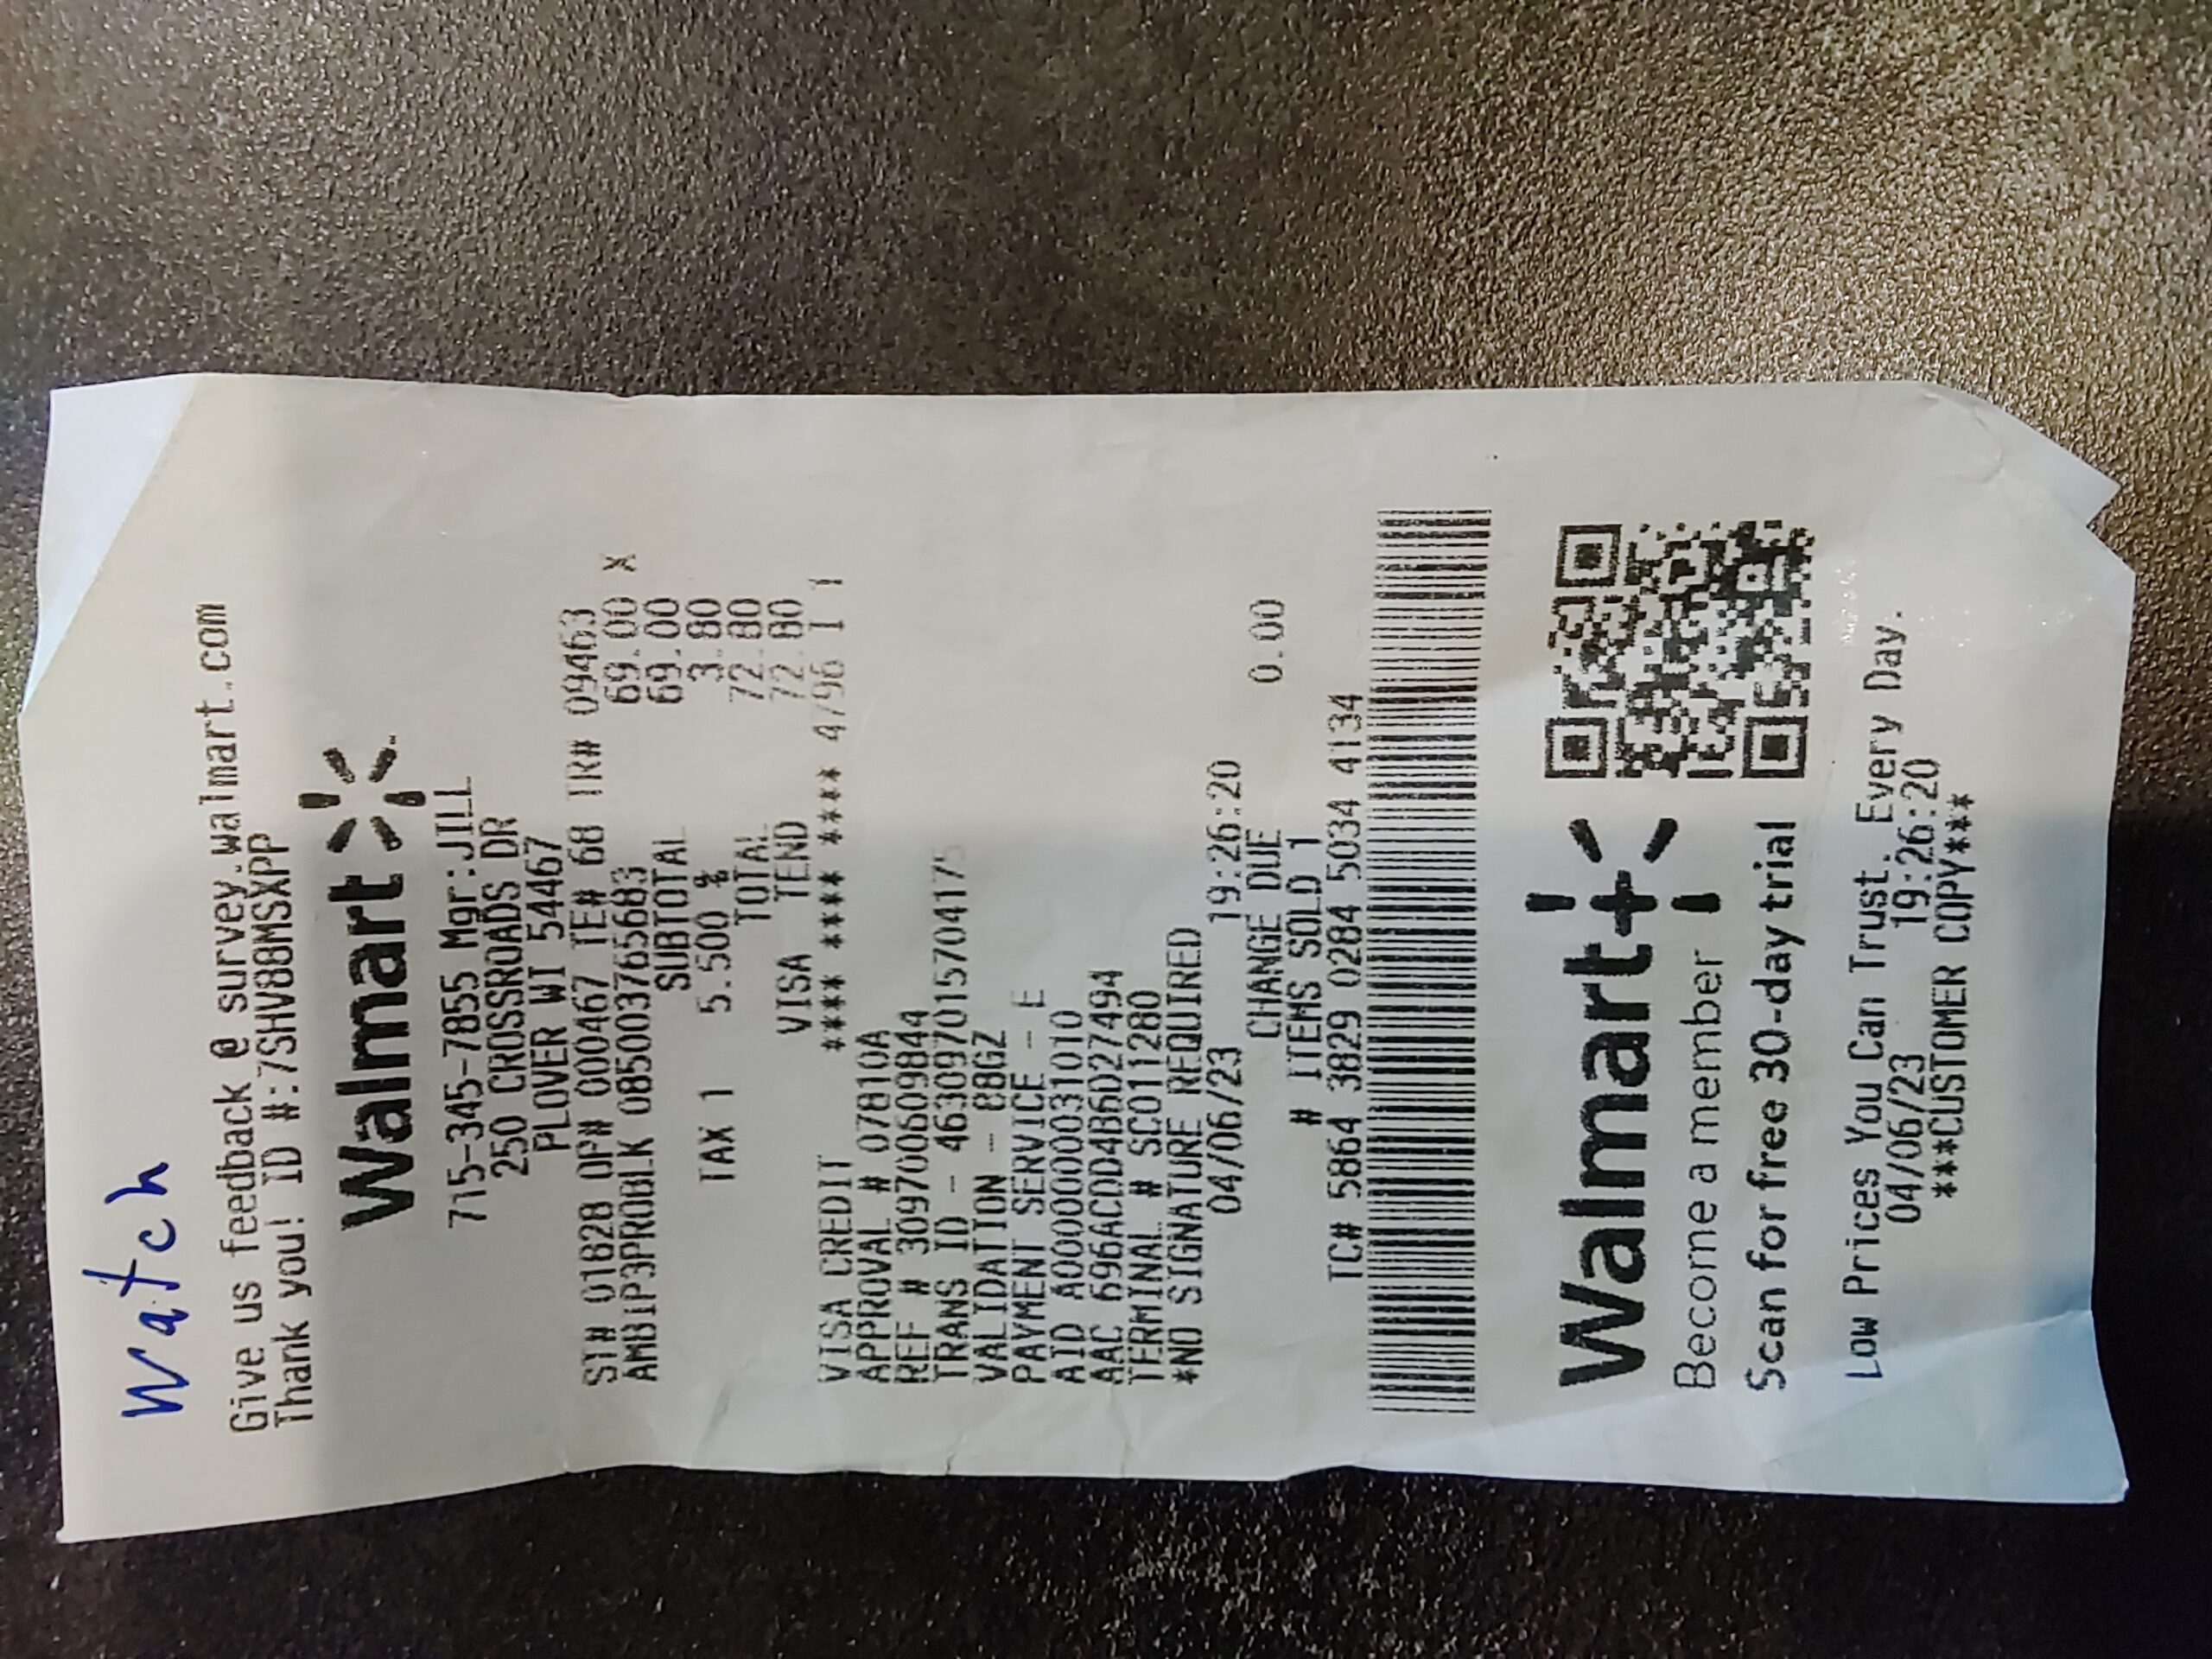 Watch
Give us feedback @ survey.walmart.com
Thank you! ID #:7SHV88MSXPP
Walmart
715-345-7855 Mgr:JILL
250 CROSSROADS DR
PLOVER WI 54467
ST# 01828 OP# 000467 TE# 68 TR# 09463
AMBIP3PROBLK 085003765683 69.00 X
SUBTOTAL 69.00
TAX 1 5.500 % 3.80
TOTAL 72.80
VISA TEND 72.80
VISA CREDIT **** **** **** 4796 I 1
APPROVAL # 07810A
REF # 309700609844
TRANS ID - 463097015704175
VALIDATION - 88GZ
PAYMENT SERVICE - E
AID A0000000031010
AAC 696ACDD4B6D27494
TERMINAL # SC011280
*NO SIGNATURE REQUIRED
04/06/23 19:26:20
CHANGE DUE 0.00
# ITEMS SOLD 1
TC# 5864 3829 0284 5034 4134
Walmart+
Become a member
Scan for free 30-day trial
Low Prices You Can Trust. Every Day.
04/06/23 19:26:20
***CUSTOMER COPY***